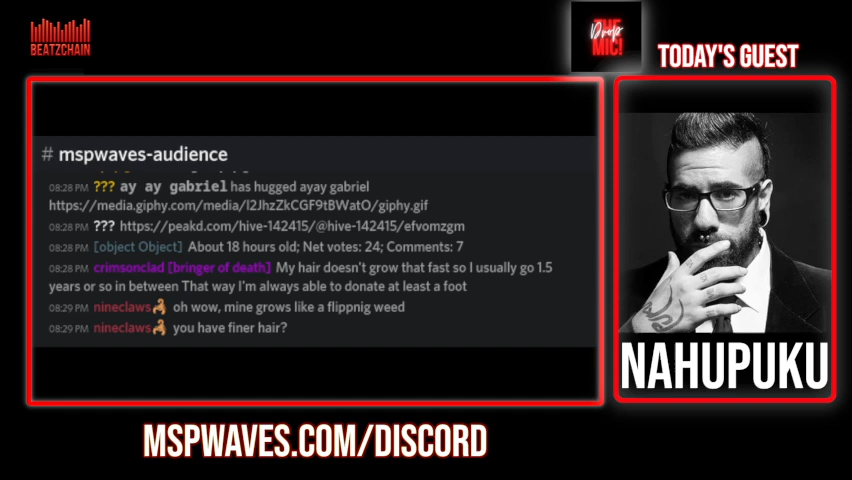 BEATZCHAIN
THE
Drop
MIC!
TODAY'S GUEST
# mspwaves-audience
08:28 PM ??? ay ay gabriel has hugged ayay gabriel
https://media.giphy.com/media/l2JhzZkCGF9tBWatO/giphy.gif
08:28 PM ??? https://peakd.com/hive-142415/@hive-142415/efvomzgm
08:28 PM [object Object] About 18 hours old; Net votes: 24; Comments: 7
08:28 PM crimsonclad [bringer of death] My hair doesn't grow that fast so I usually go 1.5
years or so in between That way I'm always able to donate at least a foot
08:29 PM nineclaws🦂 oh wow, mine grows like a flippnig weed
08:29 PM nineclaws🦂 you have finer hair?
NAHUPUKU
MSPWAVES.COM/DISCORD